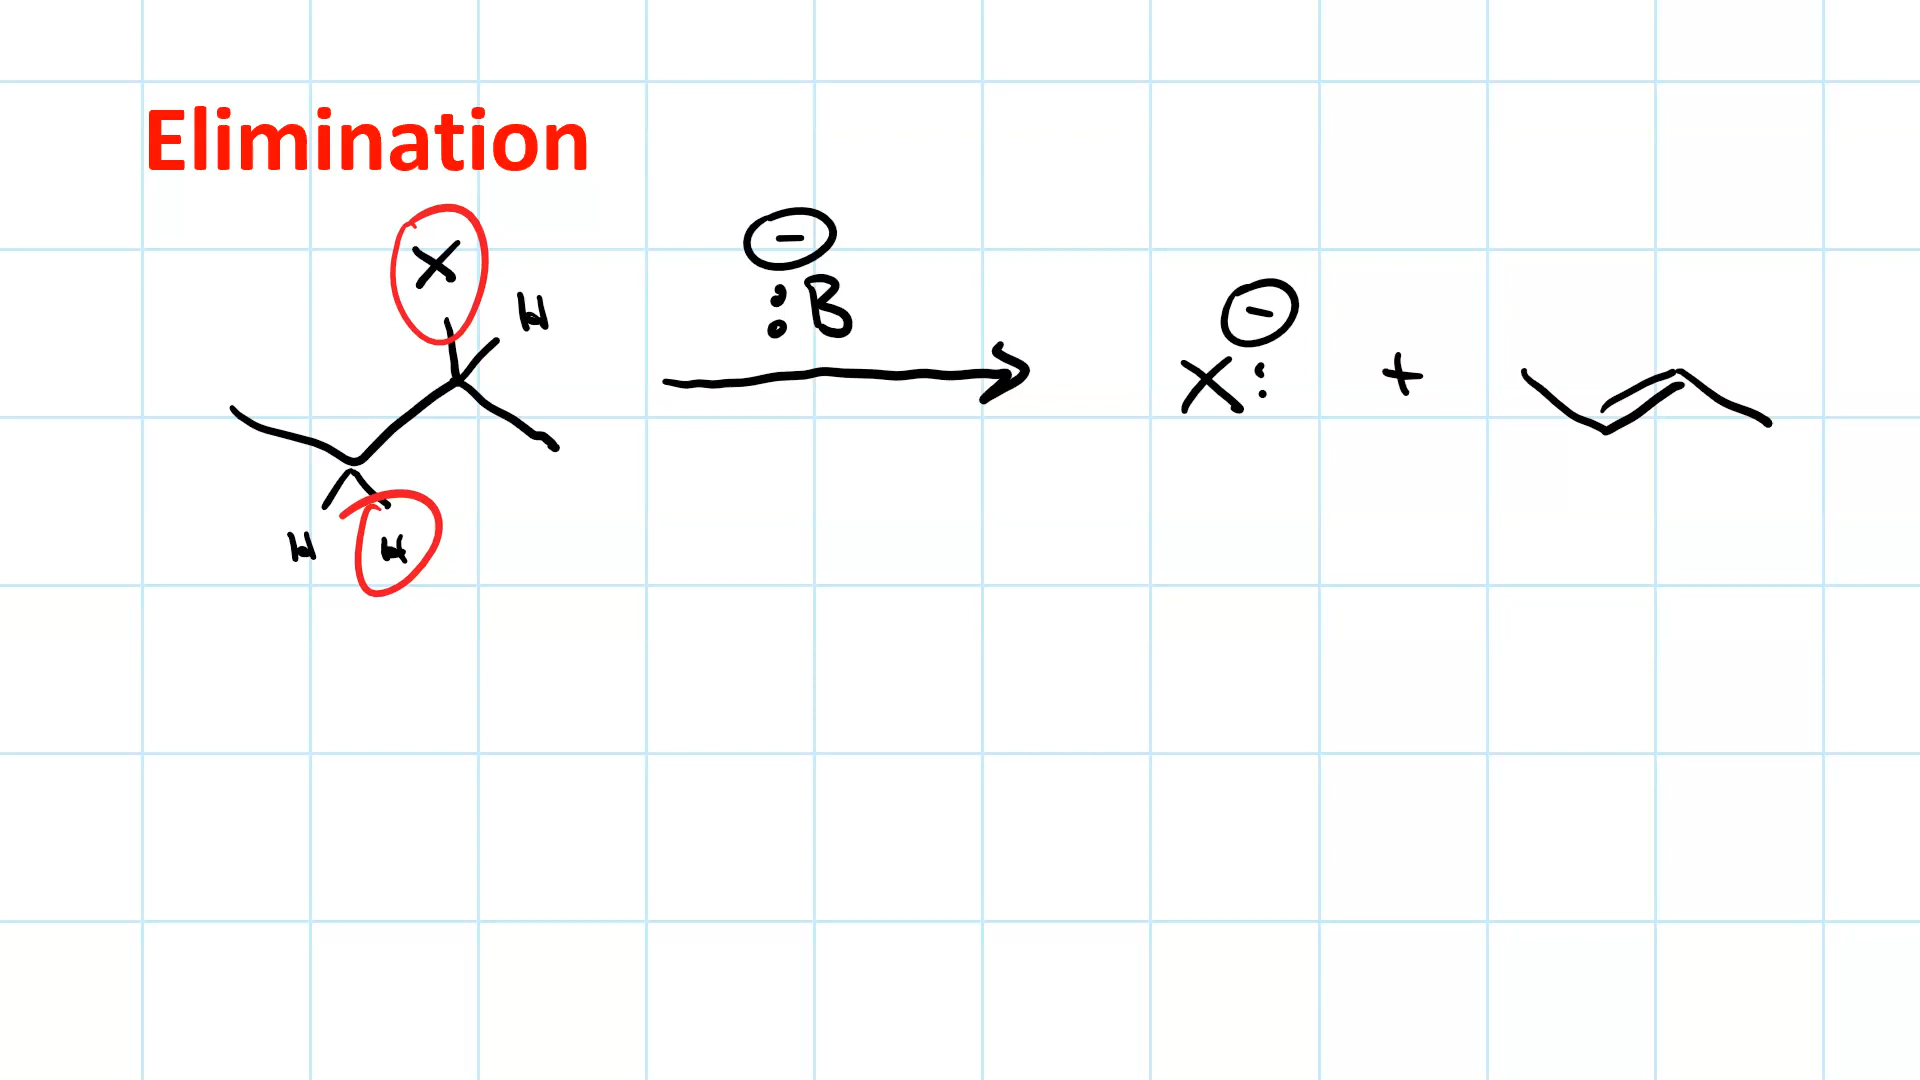 Elimination
X
H
⊖
:B
⊖
X: +
H H